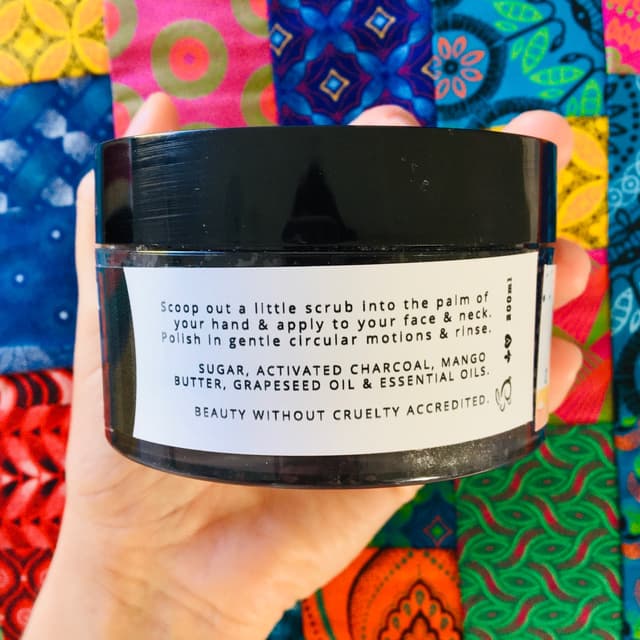 Scoop out a little scrub into the palm of
your hand & apply to your face & neck.
Polish in gentle circular motions & rinse.
SUGAR, ACTIVATED CHARCOAL, MANGO
BUTTER, GRAPESEED OIL & ESSENTIAL OILS.
BEAUTY WITHOUT CRUELTY ACCREDITED.
200ml